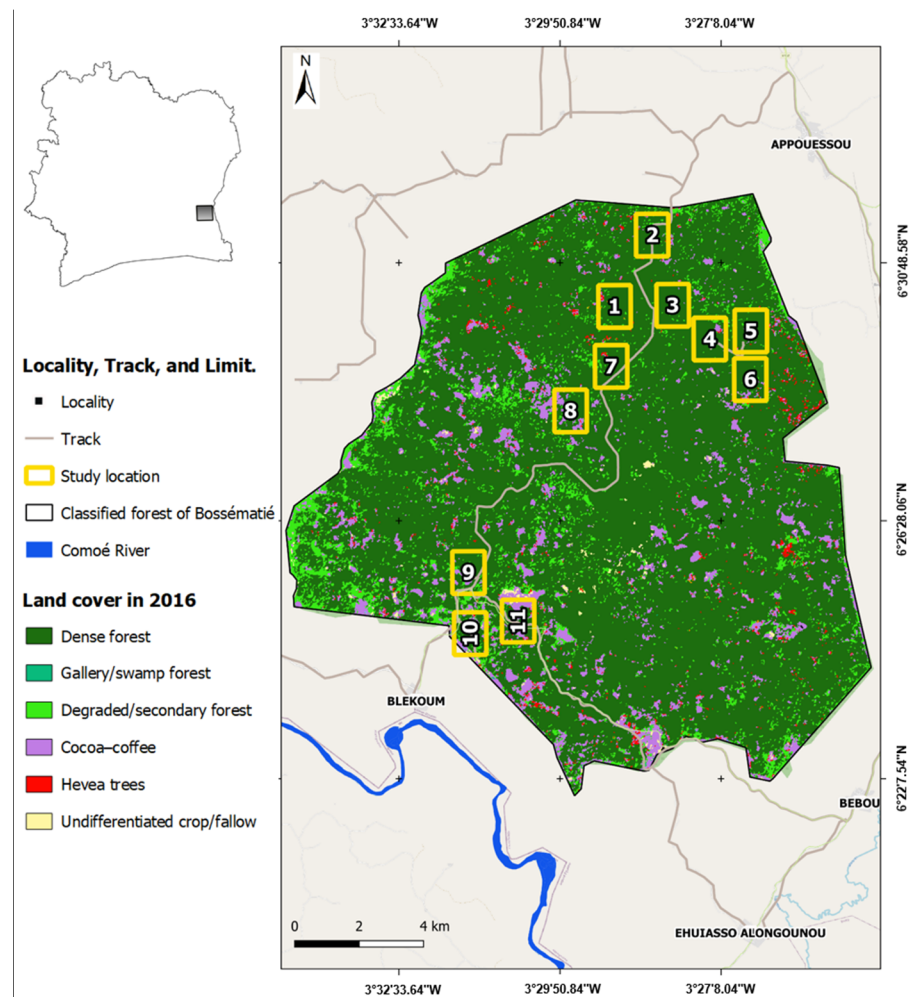 3°32'33.64"W 3°29'50.84"W 3°27'8.04"W
N
APPOUESSOU
6°30'48.58"N
2
1
3
4
5
7
6
8
Locality, Track, and Limit.
Locality
Track
Study location
Classified forest of Bossématié
Comoé River
6°26'28.06"N
9
11
10
Land cover in 2016
Dense forest
Gallery/swamp forest
Degraded/secondary forest
Cocoa–coffee
Hevea trees
Undifferentiated crop/fallow
BLEKOUM
6°22'7.54"N
BEBOU
EHUIASSO ALONGOUNOU
0 2 4 km
3°32'33.64"W 3°29'50.84"W 3°27'8.04"W